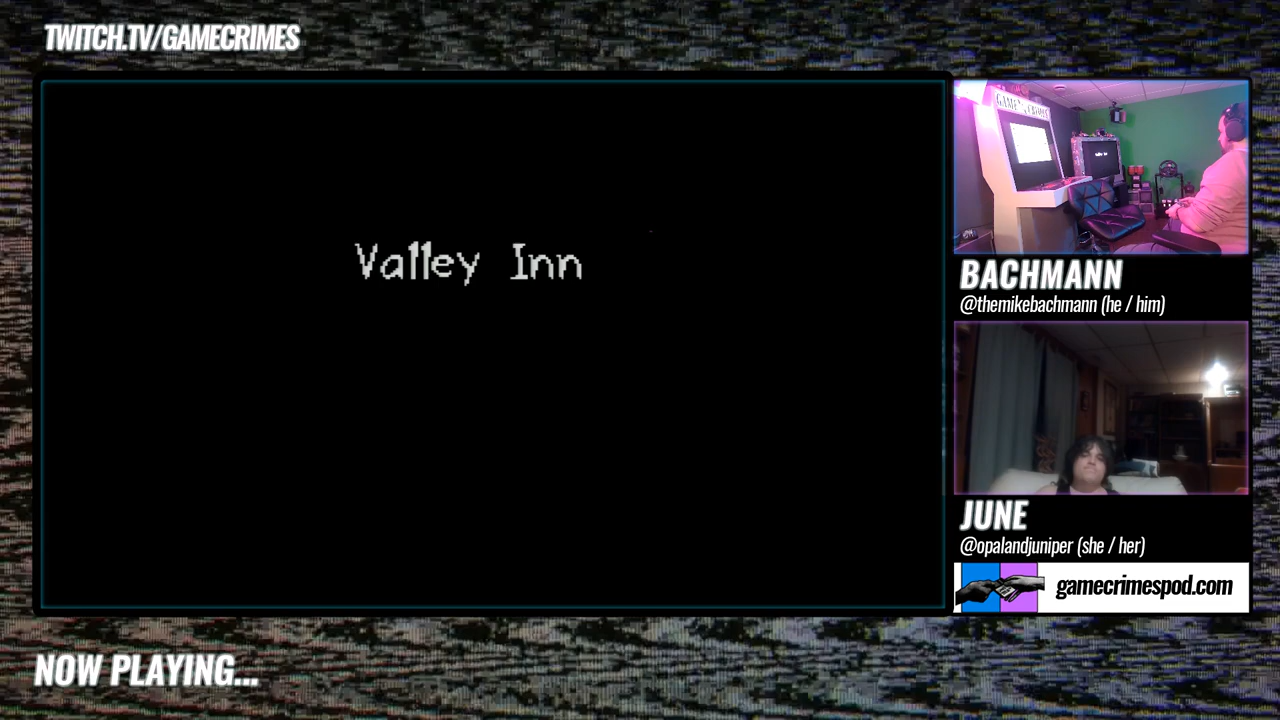 TWITCH.TV/GAMECRIMES
Valley Inn
BACHMANN
@themikebachmann (he / him)
JUNE
@opalandjuniper (she / her)
gamecrimespod.com
NOW PLAYING...